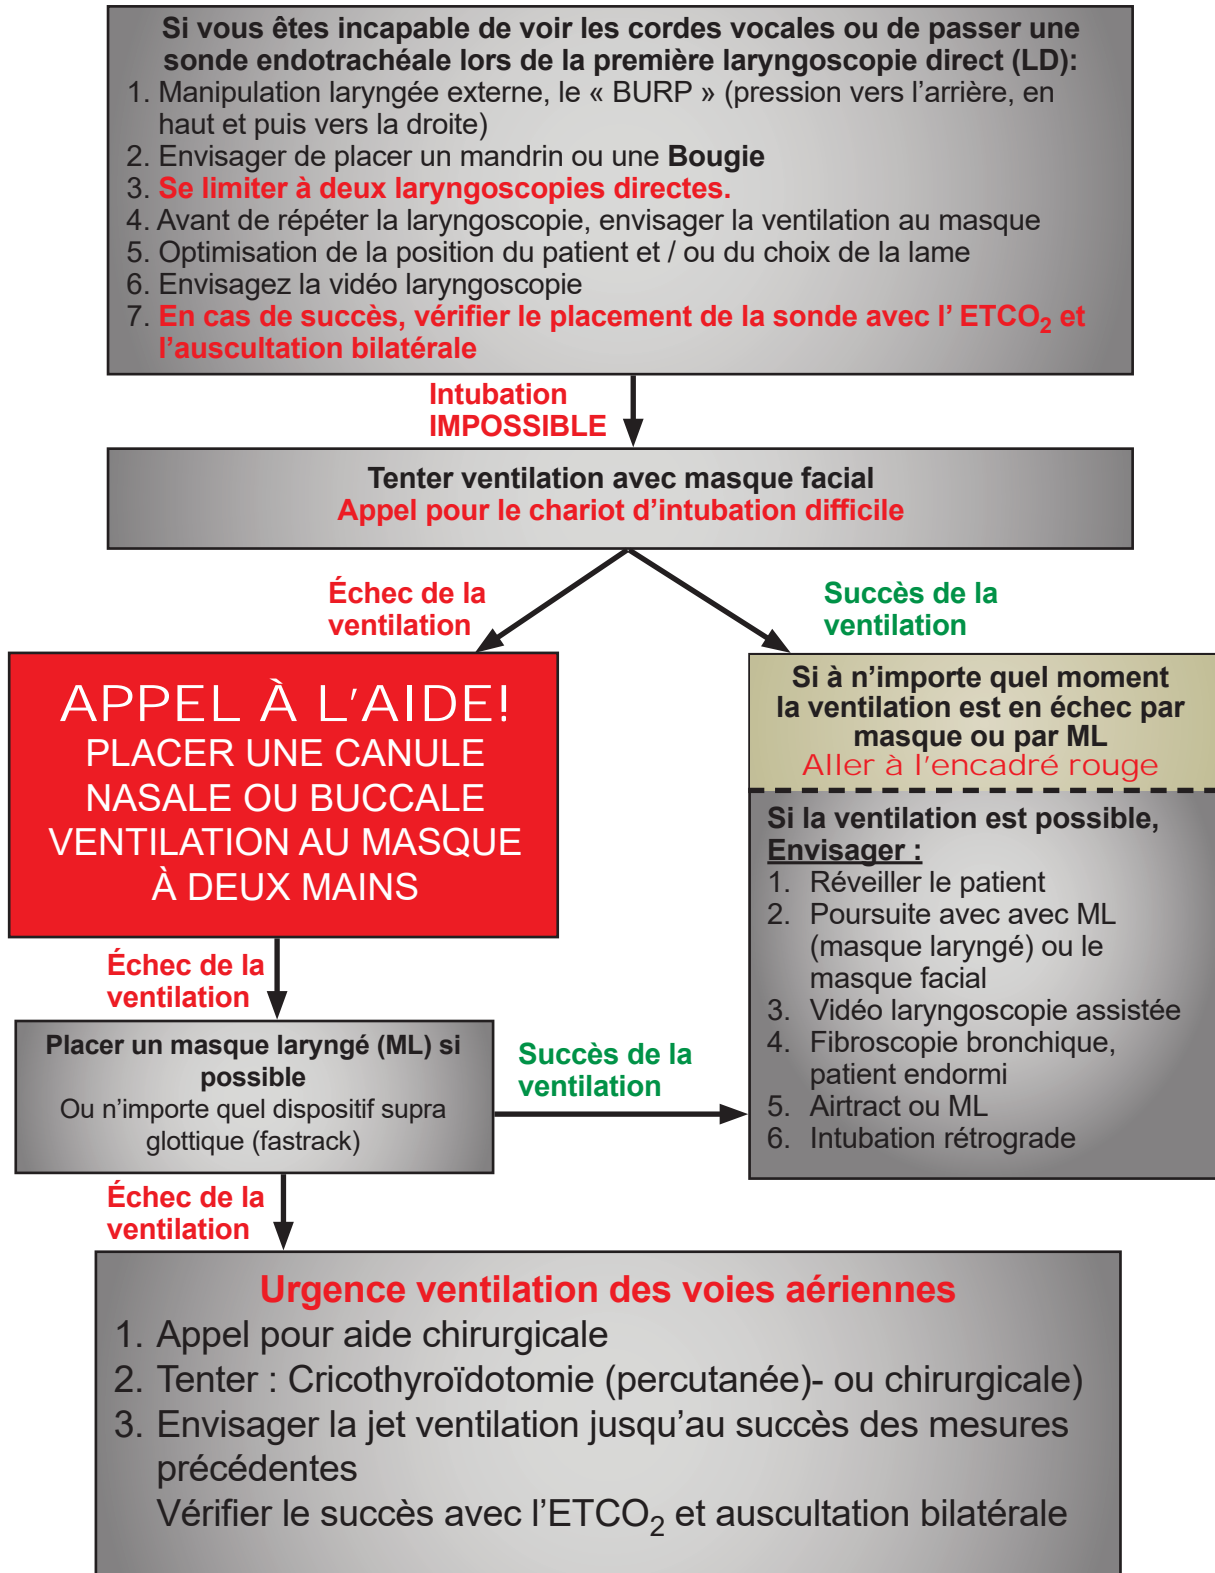 Si vous êtes incapable de voir les cordes vocales ou de passer une
sonde endotrachéale lors de la première laryngoscopie direct (LD):
1. Manipulation laryngée externe, le « BURP » (pression vers l’arrière, en
haut et puis vers la droite)
2. Envisager de placer un mandrin ou une Bougie
3. Se limiter à deux laryngoscopies directes.
4. Avant de répéter la laryngoscopie, envisager la ventilation au masque
5. Optimisation de la position du patient et / ou du choix de la lame
6. Envisagez la vidéo laryngoscopie
7. En cas de succès, vérifier le placement de la sonde avec l’ ETCO₂ et
l’auscultation bilatérale
Intubation
IMPOSSIBLE
Tenter ventilation avec masque facial
Appel pour le chariot d’intubation difficile
Échec de la
ventilation
Succès de la
ventilation
APPEL À L’AIDE!
PLACER UNE CANULE
NASALE OU BUCCALE
VENTILATION AU MASQUE
À DEUX MAINS
Si à n’importe quel moment
la ventilation est en échec par
masque ou par ML
Aller à l’encadré rouge
Si la ventilation est possible,
Envisager :
1. Réveiller le patient
2. Poursuite avec avec ML
(masque laryngé) ou le
masque facial
3. Vidéo laryngoscopie assistée
4. Fibroscopie bronchique,
patient endormi
5. Airtract ou ML
6. Intubation rétrograde
Échec de la
ventilation
Placer un masque laryngé (ML) si
possible
Ou n’importe quel dispositif supra
glottique (fastrack)
Succès de la
ventilation
Échec de la
ventilation
Urgence ventilation des voies aériennes
1. Appel pour aide chirurgicale
2. Tenter : Cricothyroïdotomie (percutanée)- ou chirurgicale)
3. Envisager la jet ventilation jusqu’au succès des mesures
précédentes
Vérifier le succès avec l’ETCO₂ et auscultation bilatérale